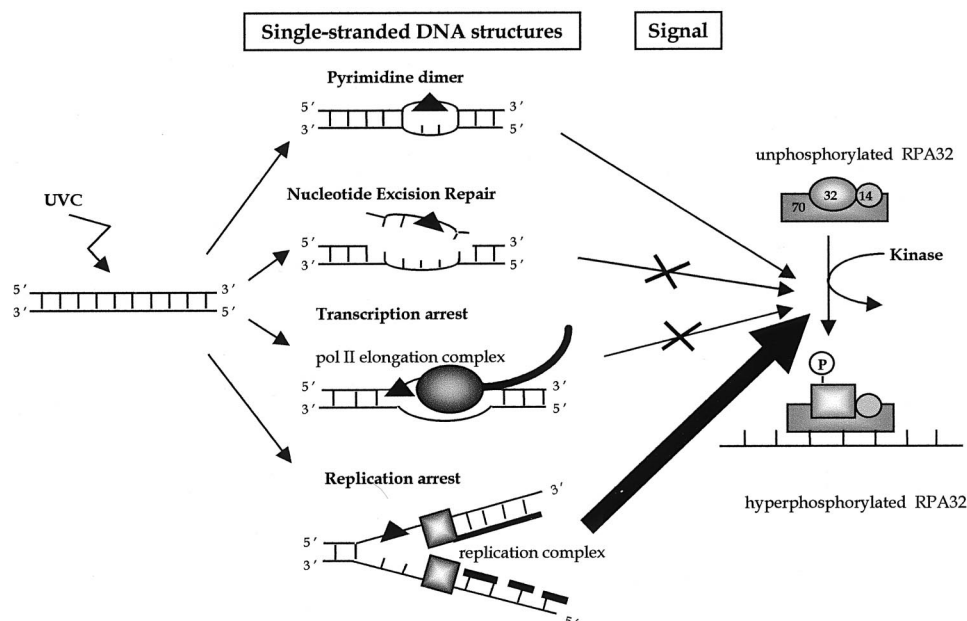 Single-stranded DNA structures
Signal
Pyrimidine dimer
5′ 3′
3′ 5′
UVC
5′ 3′
3′ 5′
Nucleotide Excision Repair
5′ 3′
3′ 5′
Transcription arrest
pol II elongation complex
5′ 3′
3′ 5′
Replication arrest
3′
5′
3′
replication complex
5′
unphosphorylated RPA32
32
14
70
Kinase
P
hyperphosphorylated RPA32